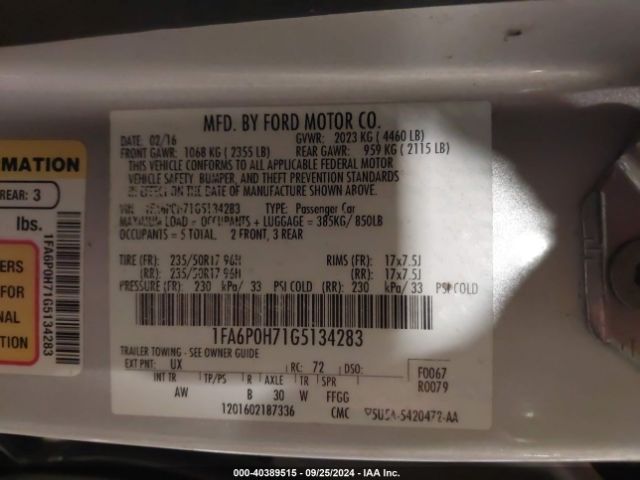 MFD. BY FORD MOTOR CO.
DATE: 02/16 GVWR: 2023 KG ( 4460 LB)
FRONT GAWR: 1068 KG ( 2355 LB) REAR GAWR: 959 KG ( 2115 LB)
THIS VEHICLE CONFORMS TO ALL APPLICABLE FEDERAL MOTOR
VEHICLE SAFETY, BUMPER, AND THEFT PREVENTION STANDARDS
IN EFFECT ON THE DATE OF MANUFACTURE SHOWN ABOVE.
VIN: 1FA6P0H71G5134283 TYPE: Passenger Car
MAXIMUM LOAD = OCCUPANTS + LUGGAGE = 385KG/ 850LB
OCCUPANTS = 5 TOTAL, 2 FRONT, 3 REAR
TIRE (FR): 235/50R17 96H RIMS (FR): 17x7.5J
(RR): 235/50R17 96H (RR): 17x7.5J
PRESSURE (FR): 230 kPa/ 33 PSI COLD (RR): 230 kPa/ 33 PSI COLD
1FA6P0H71G5134283
TRAILER TOWING - SEE OWNER GUIDE
EXT PNT: UX RC: 72 DSO: F0067
R0079
INT TR TP/PS R AXLE TR SPR
AW B 30 W FFGG
1201602187336 CMC
RMATION
REAR: 3
lbs.
ERS
FOR
NAL
TION
1FA6P0H71G5134283
000-40389515 - 09/25/2024 - IAA Inc.